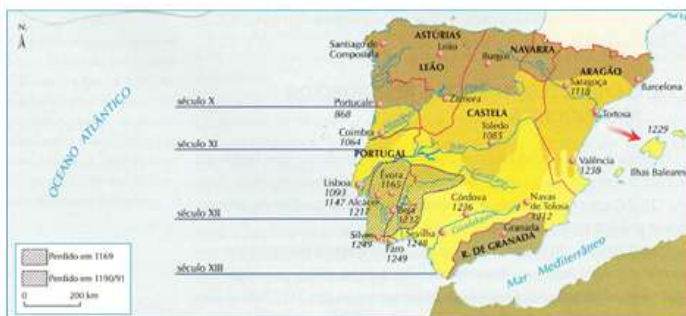 N.
ASTÚRIAS
Santiago de
Compostela
Leão
LEÃO
Burgos
NAVARRA
ARAGÃO
Saragoça
1118
Barcelona
século X
Portucale
868
Zamora
CASTELA
Tortosa
Coimbra
1064
Toledo
1085
1229
século XI
PORTUGAL
Tejo
Valência
1238
Ilhas Baleares
Évora
1165
Lisboa
1093
1147
Alcácer
1217
Beja
1232
Córdova
1236
Navas
de Tolosa
1212
século XII
Silves
1249
Sevilha
1248
Guadalquivir
Granada
R. DE GRANADA
Faro
1249
século XIII
Mar Mediterrâneo
OCEANO ATLÂNTICO
Perdido em 1169
Perdido em 1190/91
0 200 km